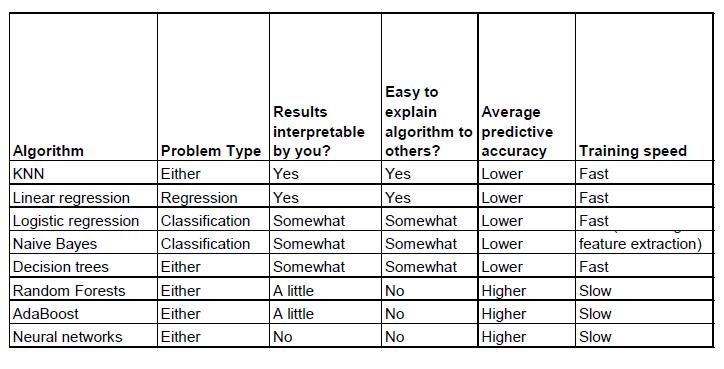 Algorithm Problem Type Results interpretable by you? Easy to explain algorithm to others? Average predictive accuracy Training speed
KNN Either Yes Yes Lower Fast
Linear regression Regression Yes Yes Lower Fast
Logistic regression Classification Somewhat Somewhat Lower Fast
Naive Bayes Classification Somewhat Somewhat Lower feature extraction)
Decision trees Either Somewhat Somewhat Lower Fast
Random Forests Either A little No Higher Slow
AdaBoost Either A little No Higher Slow
Neural networks Either No No Higher Slow